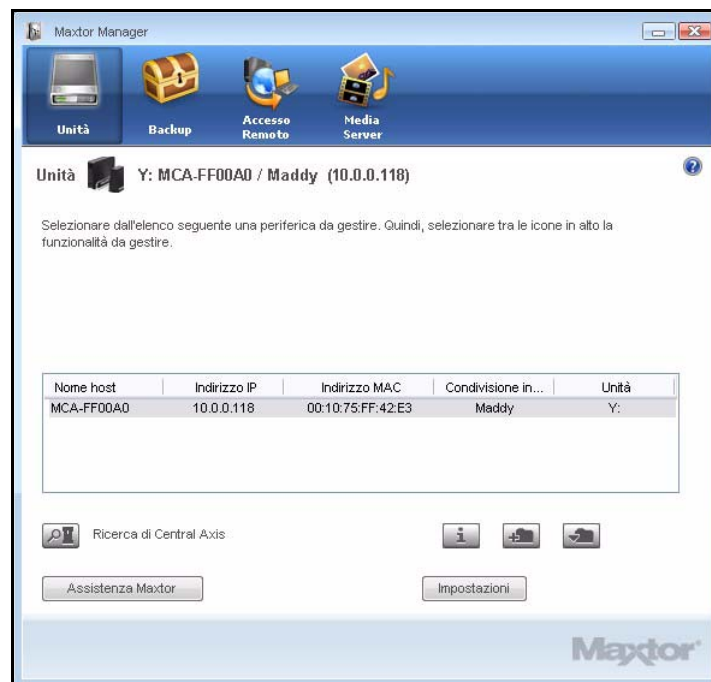 Maxtor Manager
Unità
Backup
Accesso
Remoto
Media
Server
Unità Y: MCA-FF00A0 / Maddy (10.0.0.118)
Selezionare dall'elenco seguente una periferica da gestire. Quindi, selezionare tra le icone in alto la
funzionalità da gestire.
Nome host Indirizzo IP Indirizzo MAC Condivisione in... Unità
MCA-FF00A0 10.0.0.118 00:10:75:FF:42:E3 Maddy Y:
Ricerca di Central Axis
Assistenza Maxtor Impostazioni
Maxtor